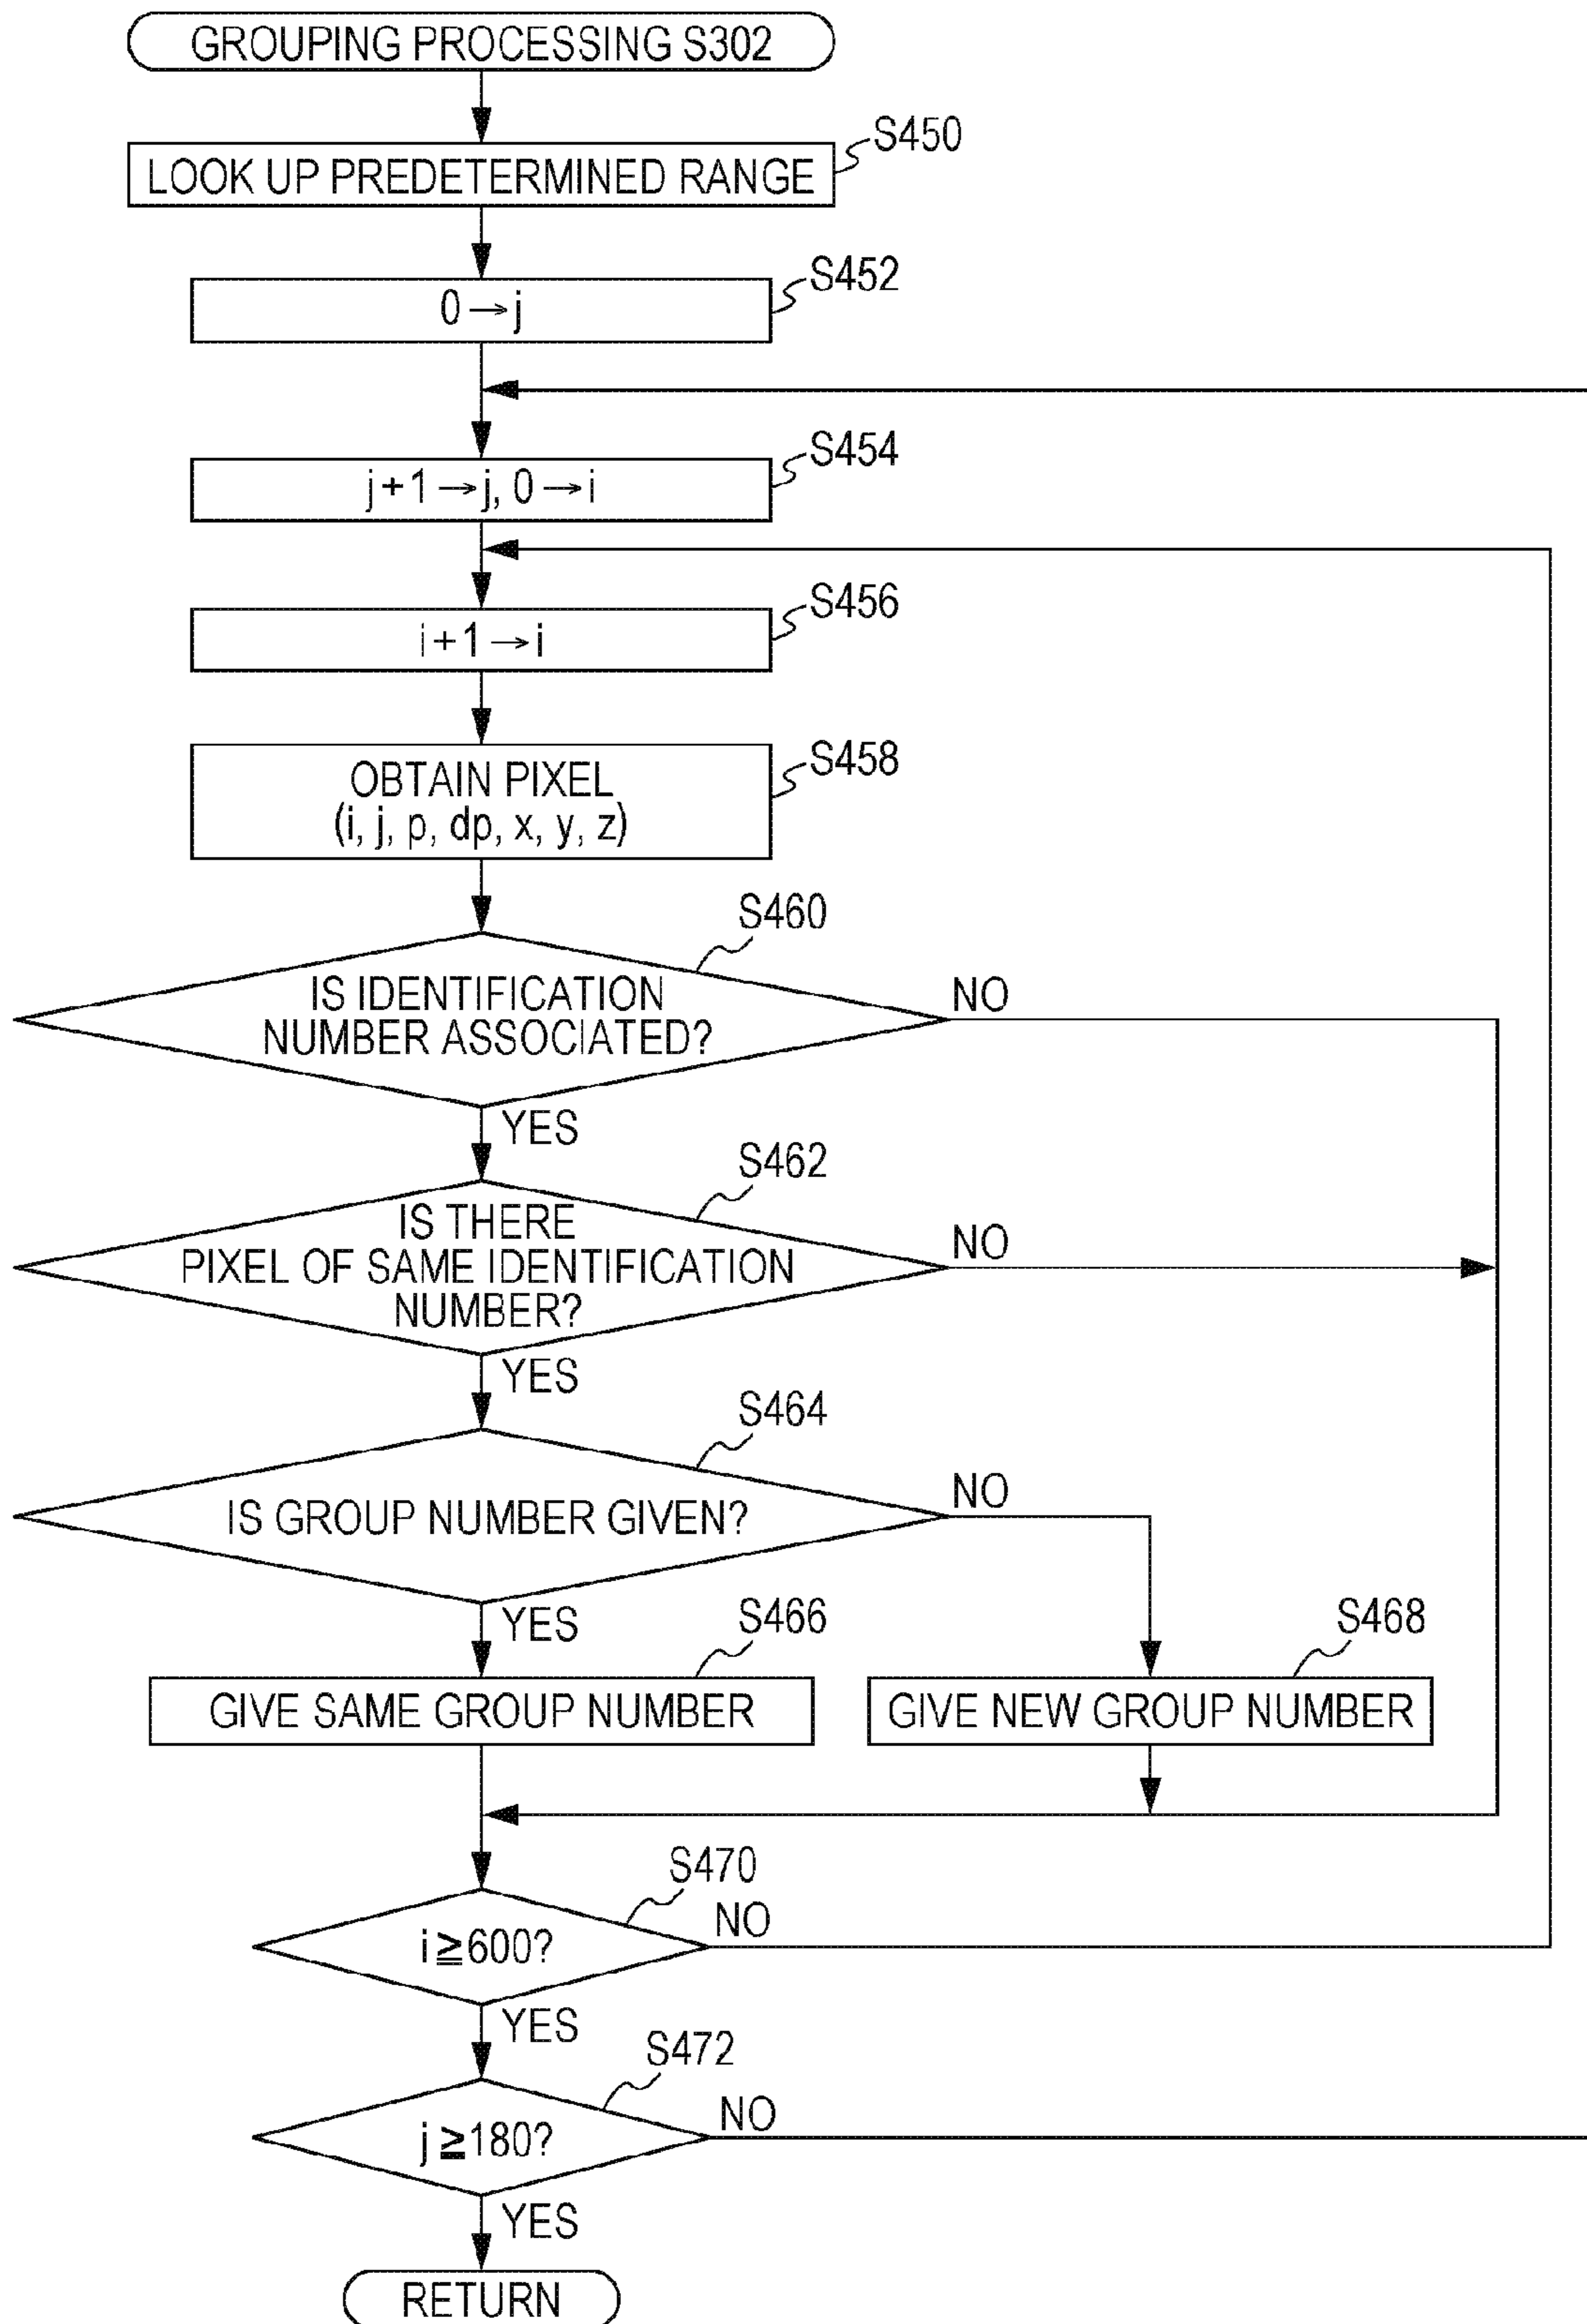 GROUPING PROCESSING S302
S450
LOOK UP PREDETERMINED RANGE
S452
0→j
S454
j+1→j, 0→i
S456
i+1→i
S458
OBTAIN PIXEL
(i, j, p, dp, x, y, z)
S460
IS IDENTIFICATION
NUMBER ASSOCIATED?
NO
YES
S462
IS THERE
PIXEL OF SAME IDENTIFICATION
NUMBER?
NO
YES
S464
IS GROUP NUMBER GIVEN?
NO
YES
S466
S468
GIVE SAME GROUP NUMBER
GIVE NEW GROUP NUMBER
S470
i≧600?
NO
YES
S472
j≧180?
NO
YES
RETURN